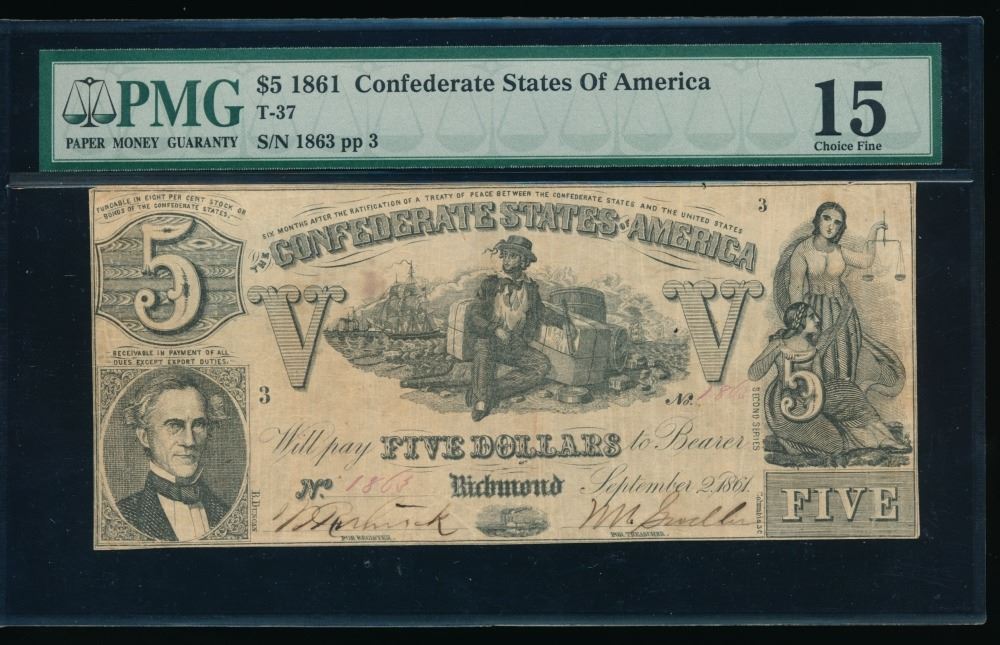 PMG
PAPER MONEY GUARANTY
$5 1861 Confederate States Of America
T-37
S/N 1863 pp 3
15
Choice Fine
FUNDABLE IN EIGHT PER CENT STOCK OR
BONDS OF THE CONFEDERATE STATES.
5
RECEIVABLE IN PAYMENT OF ALL
DUES EXCEPT EXPORT DUTIES.
SIX MONTHS AFTER THE RATIFICATION OF A TREATY OF PEACE BETWEEN THE CONFEDERATE STATES AND THE UNITED STATES
THE CONFEDERATE STATES OF AMERICA
3
V
V
3
No. 1863
5
SECOND SERIES
Will pay FIVE DOLLARS to Bearer
No 1863 Richmond September 2, 1861.
FOR REGISTER.
FOR TREASURER.
Columbia S.C.
FIVE